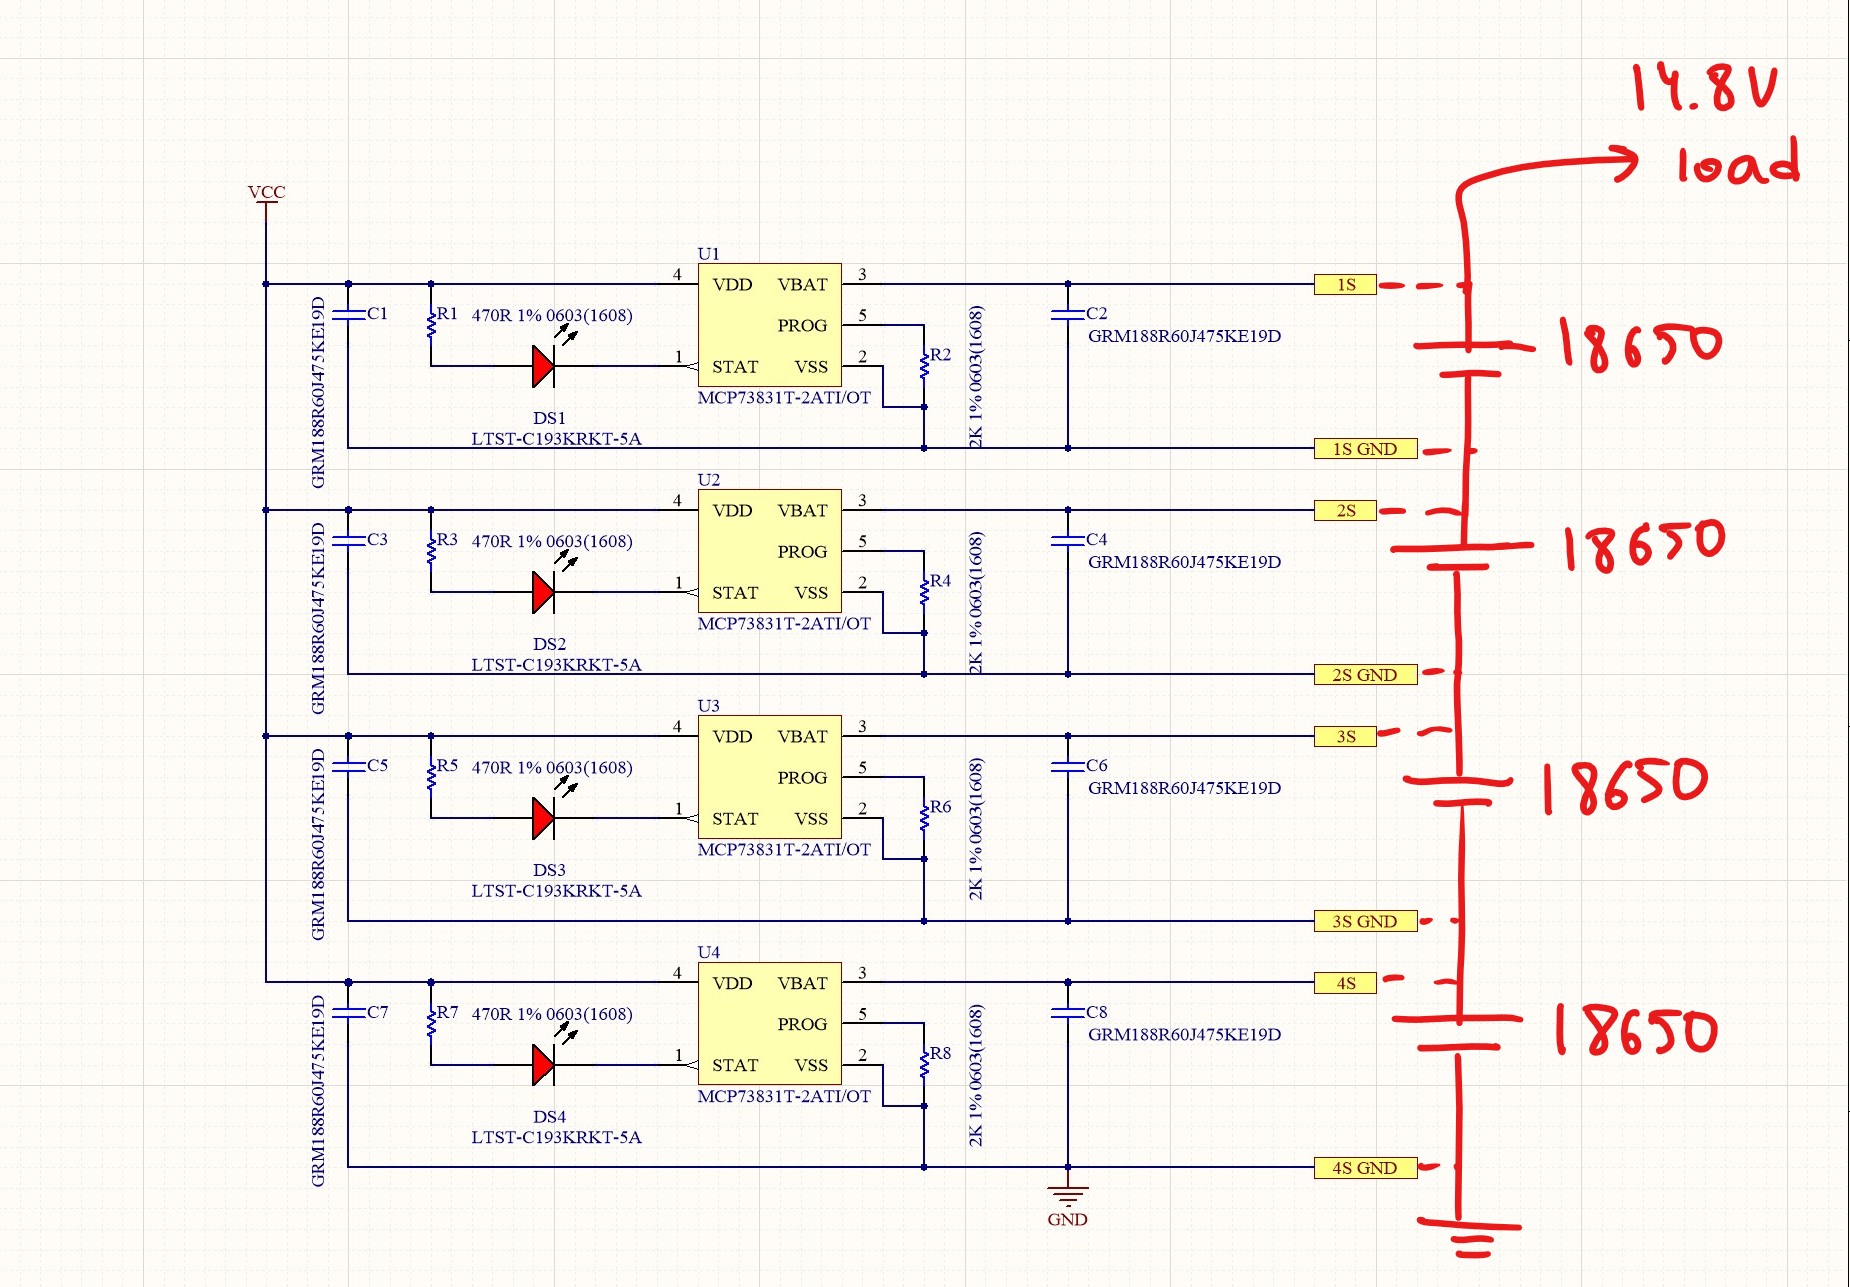 14.8V
load
VCC
U1
4 VDD VBAT 3
1S
GRM188R60J475KE19D
C1
R1 470R 1% 0603(1608)
PROG 5
R2
2K 1% 0603(1608)
C2
GRM188R60J475KE19D
18650
1 STAT VSS 2
MCP73831T-2ATI/OT
DS1
LTST-C193KRKT-5A
1S GND
U2
4 VDD VBAT 3
2S
GRM188R60J475KE19D
C3
R3 470R 1% 0603(1608)
PROG 5
R4
2K 1% 0603(1608)
C4
GRM188R60J475KE19D
18650
1 STAT VSS 2
MCP73831T-2ATI/OT
DS2
LTST-C193KRKT-5A
2S GND
U3
4 VDD VBAT 3
3S
GRM188R60J475KE19D
C5
R5 470R 1% 0603(1608)
PROG 5
R6
2K 1% 0603(1608)
C6
GRM188R60J475KE19D
18650
1 STAT VSS 2
MCP73831T-2ATI/OT
DS3
LTST-C193KRKT-5A
3S GND
U4
4 VDD VBAT 3
4S
GRM188R60J475KE19D
C7
R7 470R 1% 0603(1608)
PROG 5
R8
2K 1% 0603(1608)
C8
GRM188R60J475KE19D
18650
1 STAT VSS 2
MCP73831T-2ATI/OT
DS4
LTST-C193KRKT-5A
4S GND
GND